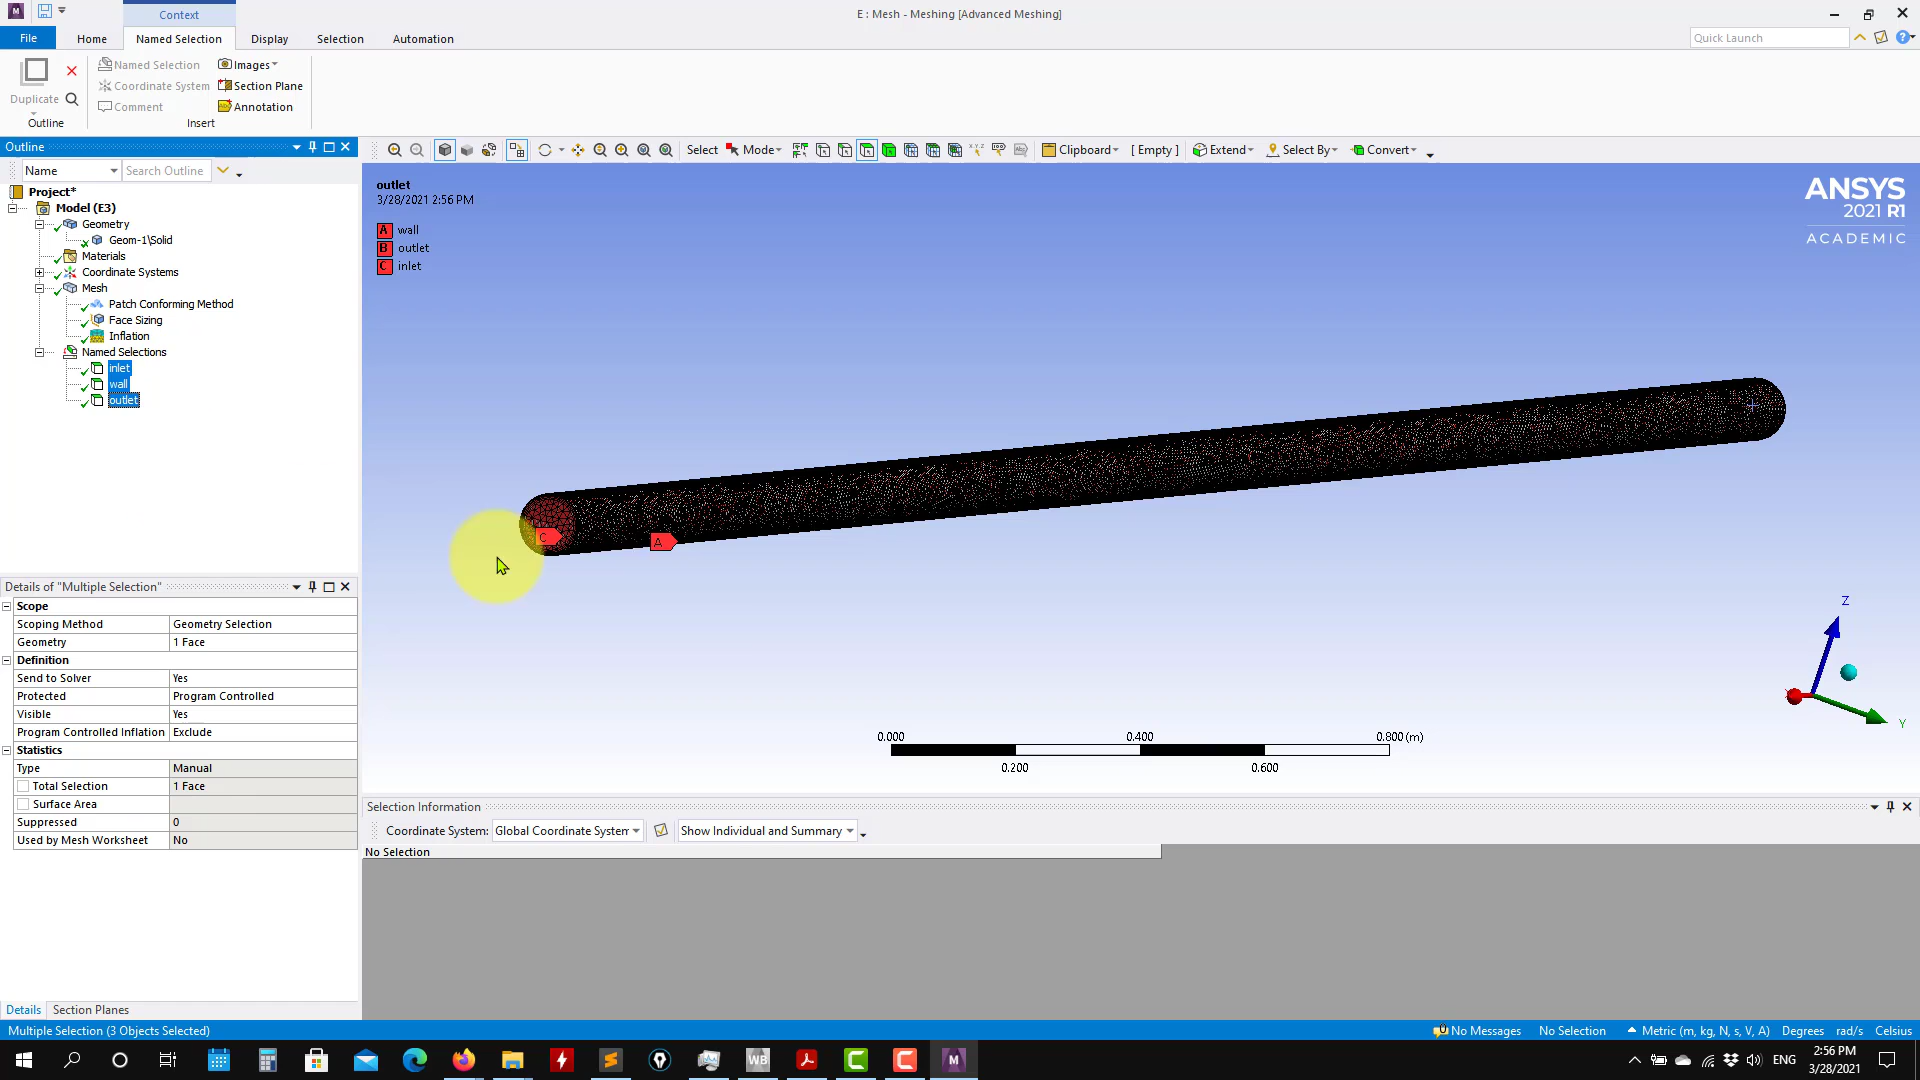 Context
E : Mesh - Meshing [Advanced Meshing]
File
Home
Named Selection
Display
Selection
Automation
Quick Launch
Duplicate
Named Selection
Images
Coordinate System
Section Plane
Comment
Annotation
Outline
Insert
Outline
Name
Search Outline
Select
Mode
Clipboard
[ Empty ]
Extend
Select By
Convert
Project*
Model (E3)
Geometry
Geom-1\Solid
Materials
Coordinate Systems
Mesh
Patch Conforming Method
Face Sizing
Inflation
Named Selections
inlet
wall
outlet
outlet
3/28/2021 2:56 PM
A wall
B outlet
C inlet
ANSYS
2021 R1
ACADEMIC
C
A
Z
Y
0.000
0.400
0.800 (m)
0.200
0.600
Details of "Multiple Selection"
Scope
Scoping Method Geometry Selection
Geometry 1 Face
Definition
Send to Solver Yes
Protected Program Controlled
Visible Yes
Program Controlled Inflation Exclude
Statistics
Type Manual
Total Selection 1 Face
Surface Area
Suppressed 0
Used by Mesh Worksheet No
Details
Section Planes
Selection Information
Coordinate System: Global Coordinate System
Show Individual and Summary
No Selection
Multiple Selection (3 Objects Selected)
No Messages
No Selection
Metric (m, kg, N, s, V, A)
Degrees
rad/s
Celsius
WB
M
ENG
2:56 PM
3/28/2021